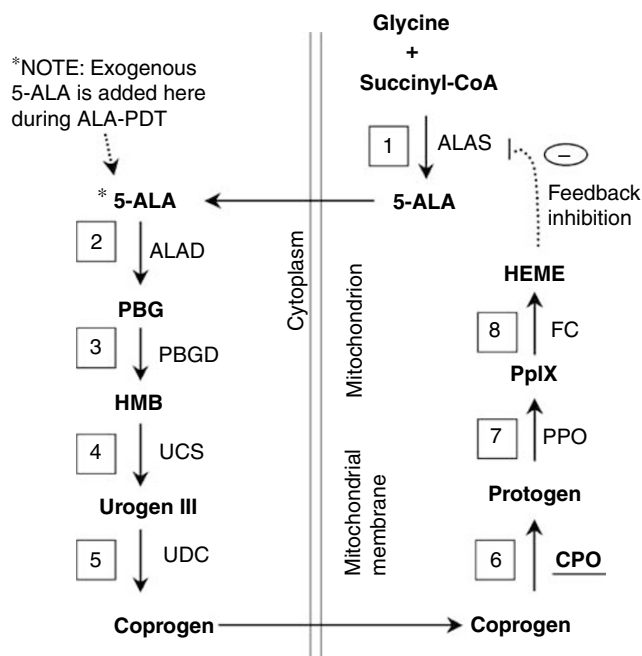 *NOTE: Exogenous
5-ALA is added here
during ALA-PDT
* 5-ALA
2
ALAD
PBG
3
PBGD
HMB
4
UCS
Urogen III
5
UDC
Coprogen
Cytoplasm
Mitochondrion
Mitochondrial
membrane
Glycine
+
Succinyl-CoA
1
ALAS
5-ALA
–
Feedback
inhibition
HEME
8
FC
PpIX
7
PPO
Protogen
6
CPO
Coprogen